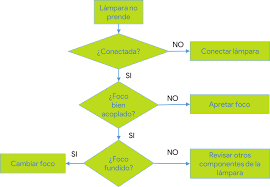 Lámpara no
prende
¿Conectada?
NO
Conectar lámpara
SI
¿Foco
bien
acoplado?
NO
Apretar foco
SI
Cambiar foco
SI
¿Foco
fundido?
NO
Revisar otros
componentes de la
lámpara